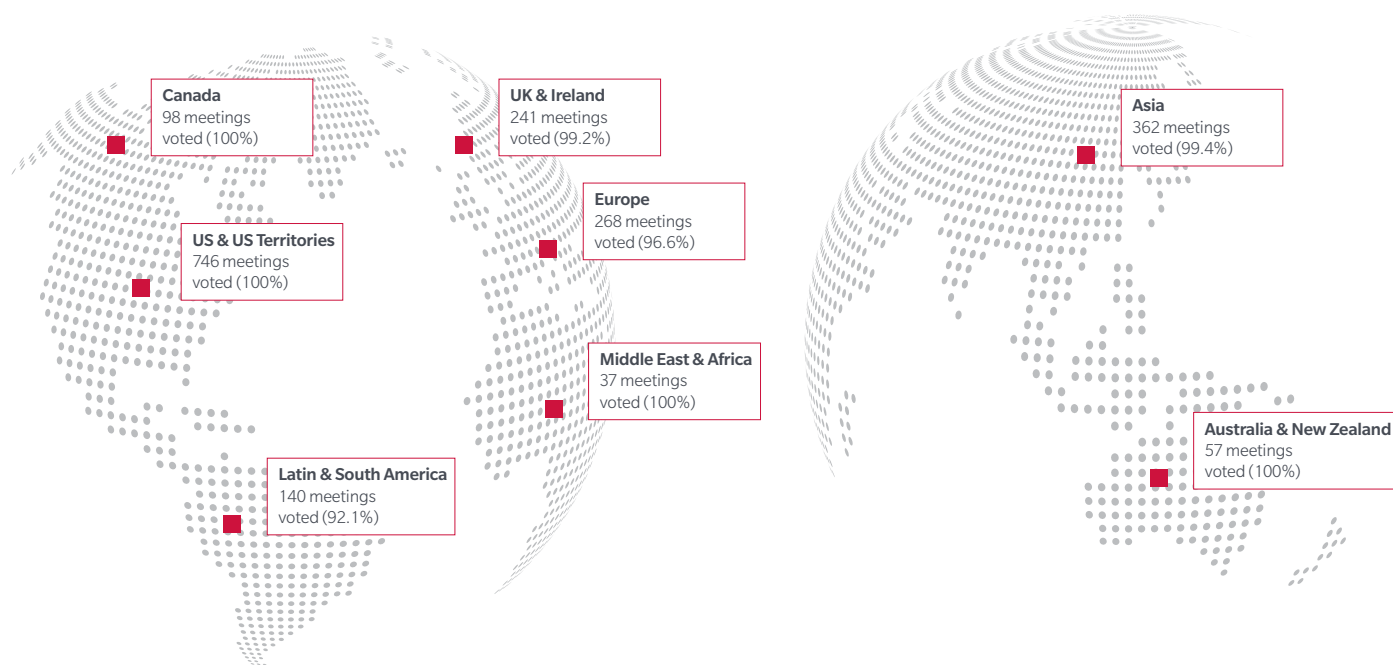 Canada
98 meetings
voted (100%)
UK & Ireland
241 meetings
voted (99.2%)
Asia
362 meetings
voted (99.4%)
Europe
268 meetings
voted (96.6%)
US & US Territories
746 meetings
voted (100%)
Middle East & Africa
37 meetings
voted (100%)
Australia & New Zealand
57 meetings
voted (100%)
Latin & South America
140 meetings
voted (92.1%)